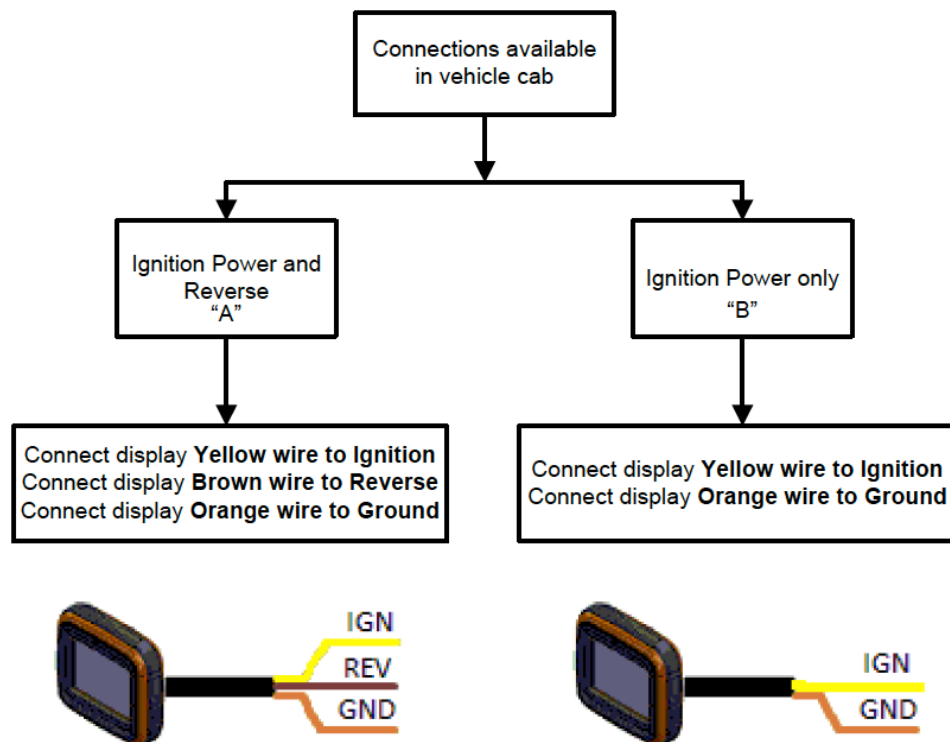 Connections available
in vehicle cab
Ignition Power and
Reverse
“A”
Ignition Power only
“B”
Connect display Yellow wire to Ignition
Connect display Brown wire to Reverse
Connect display Orange wire to Ground
Connect display Yellow wire to Ignition
Connect display Orange wire to Ground
IGN
REV
GND
IGN
GND